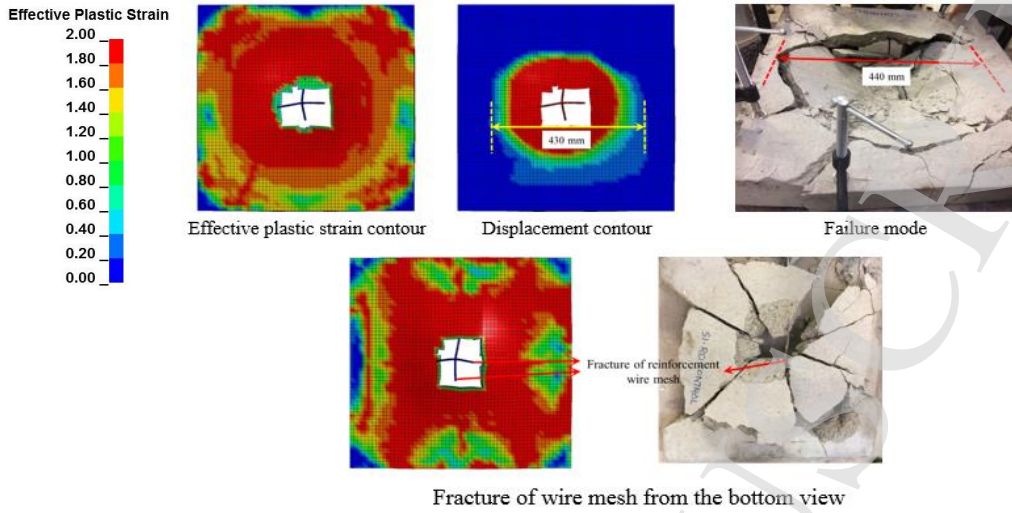 Effective Plastic Strain
2.00
1.80
1.60
1.40
1.20
1.00
0.80
0.60
0.40
0.20
0.00
430 mm
440 mm
Effective plastic strain contour
Displacement contour
Failure mode
Fracture of reinforcement
wire mesh
Fracture of wire mesh from the bottom view